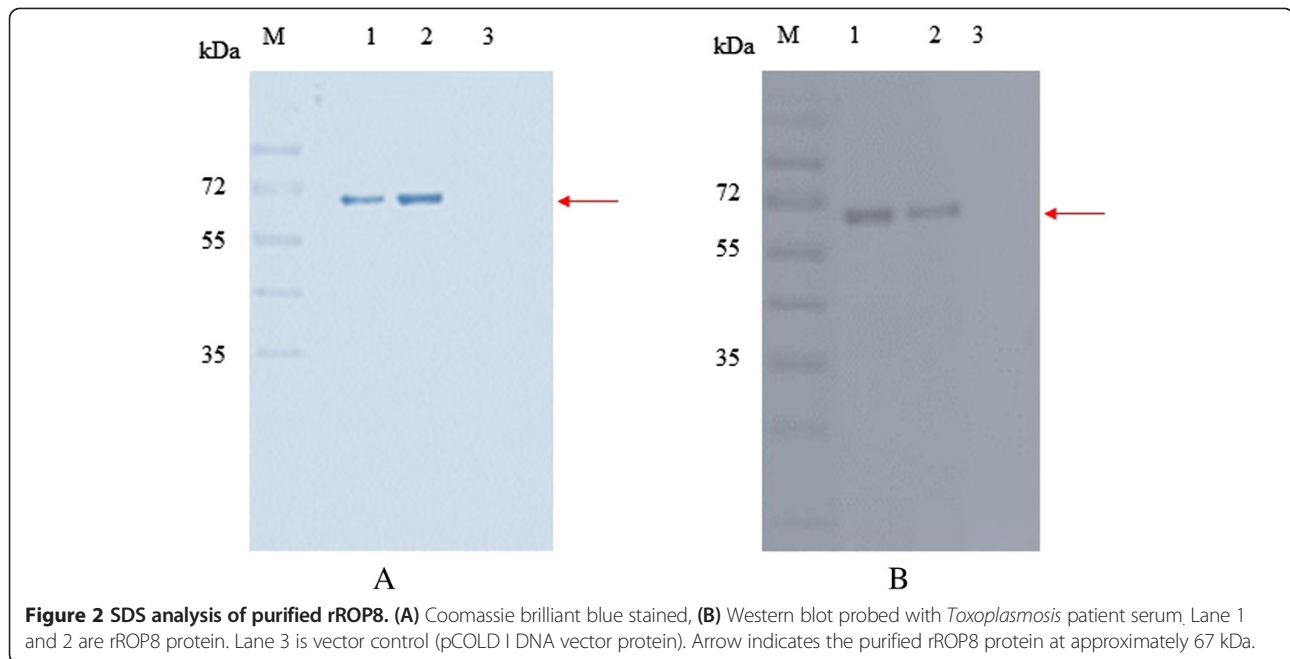 kDa M 1 2 3
72
55
35
A
kDa M 1 2 3
72
55
35
B
Figure 2 SDS analysis of purified rROP8. (A) Coomassie brilliant blue stained, (B) Western blot probed with Toxoplasmosis patient serum. Lane 1
and 2 are rROP8 protein. Lane 3 is vector control (pCOLD I DNA vector protein). Arrow indicates the purified rROP8 protein at approximately 67 kDa.